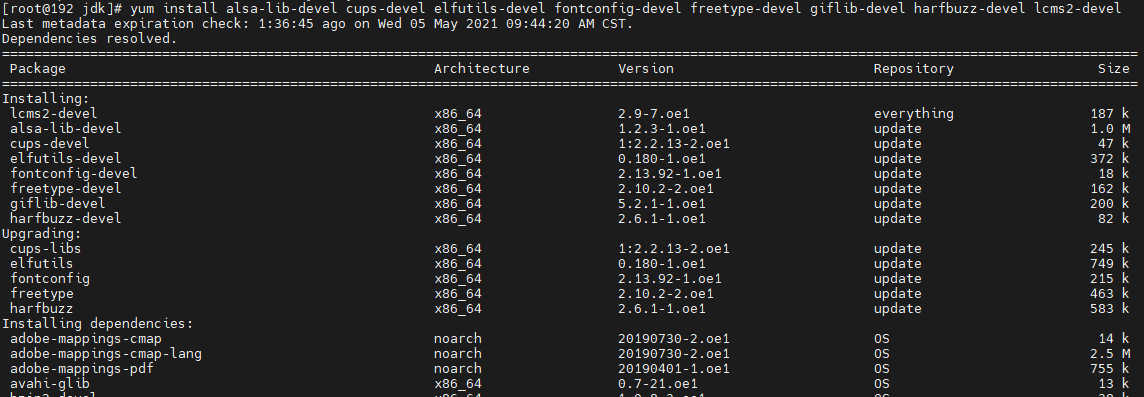 [root@192 jdk]# yum install alsa-lib-devel cups-devel elfutils-devel fontconfig-devel freetype-devel giflib-devel harfbuzz-devel lcms2-devel
Last metadata expiration check: 1:36:45 ago on Wed 05 May 2021 09:44:20 AM CST.
Dependencies resolved.
================================================================================
Package Architecture Version Repository Size
================================================================================
Installing:
lcms2-devel x86_64 2.9-7.oe1 everything 187 k
alsa-lib-devel x86_64 1.2.3-1.oe1 update 1.0 M
cups-devel x86_64 1:2.2.13-2.oe1 update 47 k
elfutils-devel x86_64 0.180-1.oe1 update 372 k
fontconfig-devel x86_64 2.13.92-1.oe1 update 18 k
freetype-devel x86_64 2.10.2-2.oe1 update 162 k
giflib-devel x86_64 5.2.1-1.oe1 update 200 k
harfbuzz-devel x86_64 2.6.1-1.oe1 update 82 k
Upgrading:
cups-libs x86_64 1:2.2.13-2.oe1 update 245 k
elfutils x86_64 0.180-1.oe1 update 749 k
fontconfig x86_64 2.13.92-1.oe1 update 215 k
freetype x86_64 2.10.2-2.oe1 update 463 k
harfbuzz x86_64 2.6.1-1.oe1 update 583 k
Installing dependencies:
adobe-mappings-cmap noarch 20190730-2.oe1 OS 14 k
adobe-mappings-cmap-lang noarch 20190730-2.oe1 OS 2.5 M
adobe-mappings-pdf noarch 20190401-1.oe1 OS 755 k
avahi-glib x86_64 0.7-21.oe1 OS 13 k